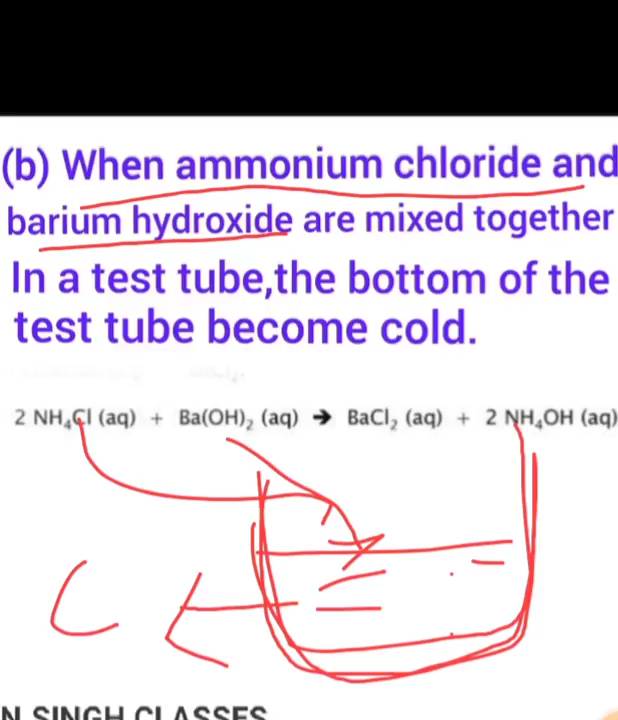 (b) When ammonium chloride and
barium hydroxide are mixed together
In a test tube,the bottom of the
test tube become cold.
2 NH₄Cl (aq) + Ba(OH)₂ (aq) ➔ BaCl₂ (aq) + 2 NH₄OH (aq)
N SINGH CLASSES